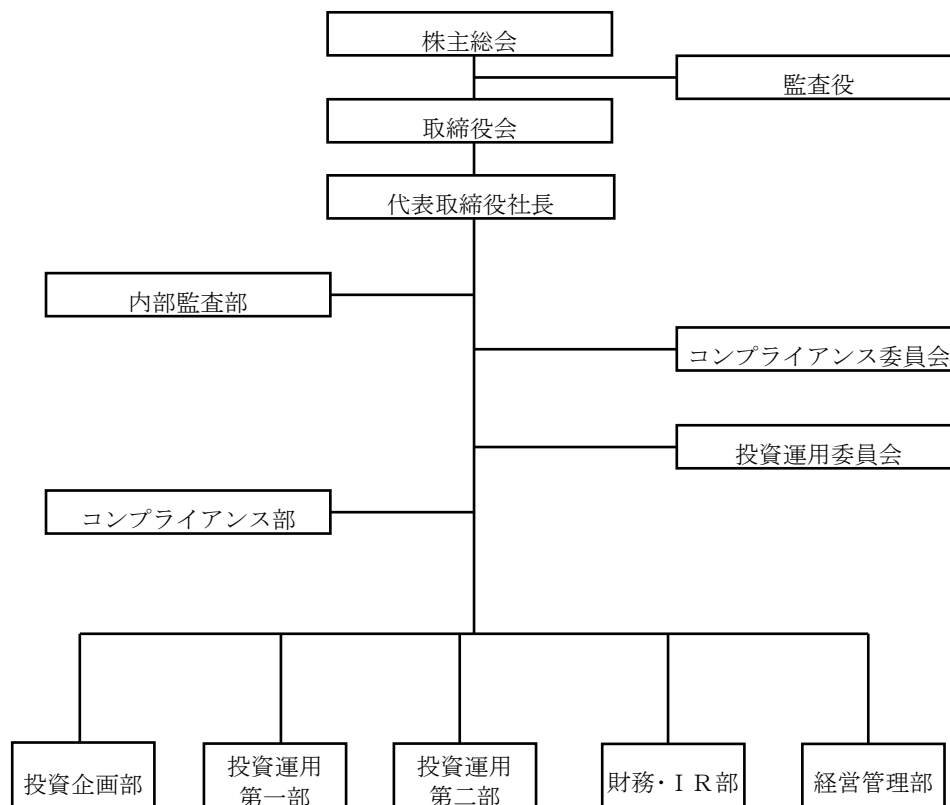 株主総会
監査役
取締役会
代表取締役社長
内部監査部
コンプライアンス委員会
投資運用委員会
コンプライアンス部
投資企画部
投資運用
第一部
投資運用
第二部
財務・ＩＲ部
経営管理部